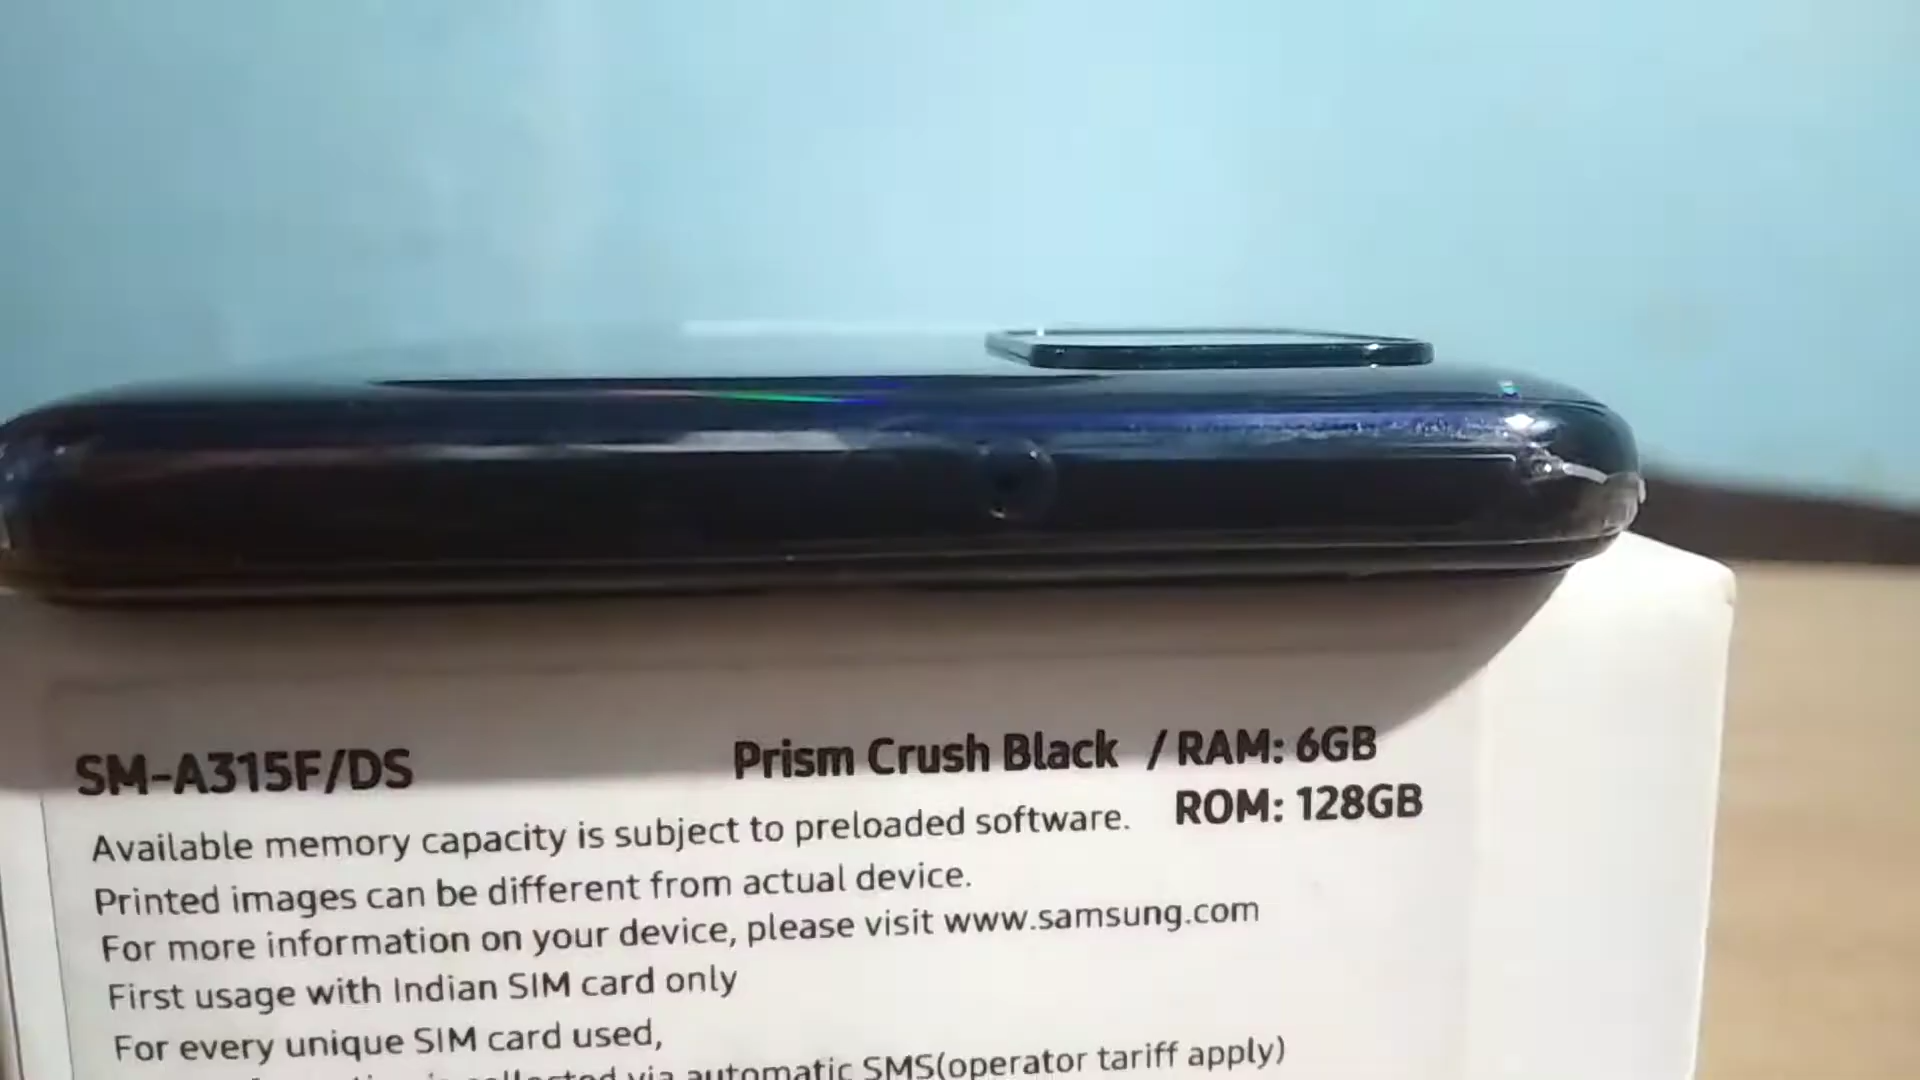 SM-A315F/DS Prism Crush Black / RAM: 6GB
ROM: 128GB
Available memory capacity is subject to preloaded software.
Printed images can be different from actual device.
For more information on your device, please visit www.samsung.com
First usage with Indian SIM card only
For every unique SIM card used,
collected via automatic SMS(operator tariff apply)